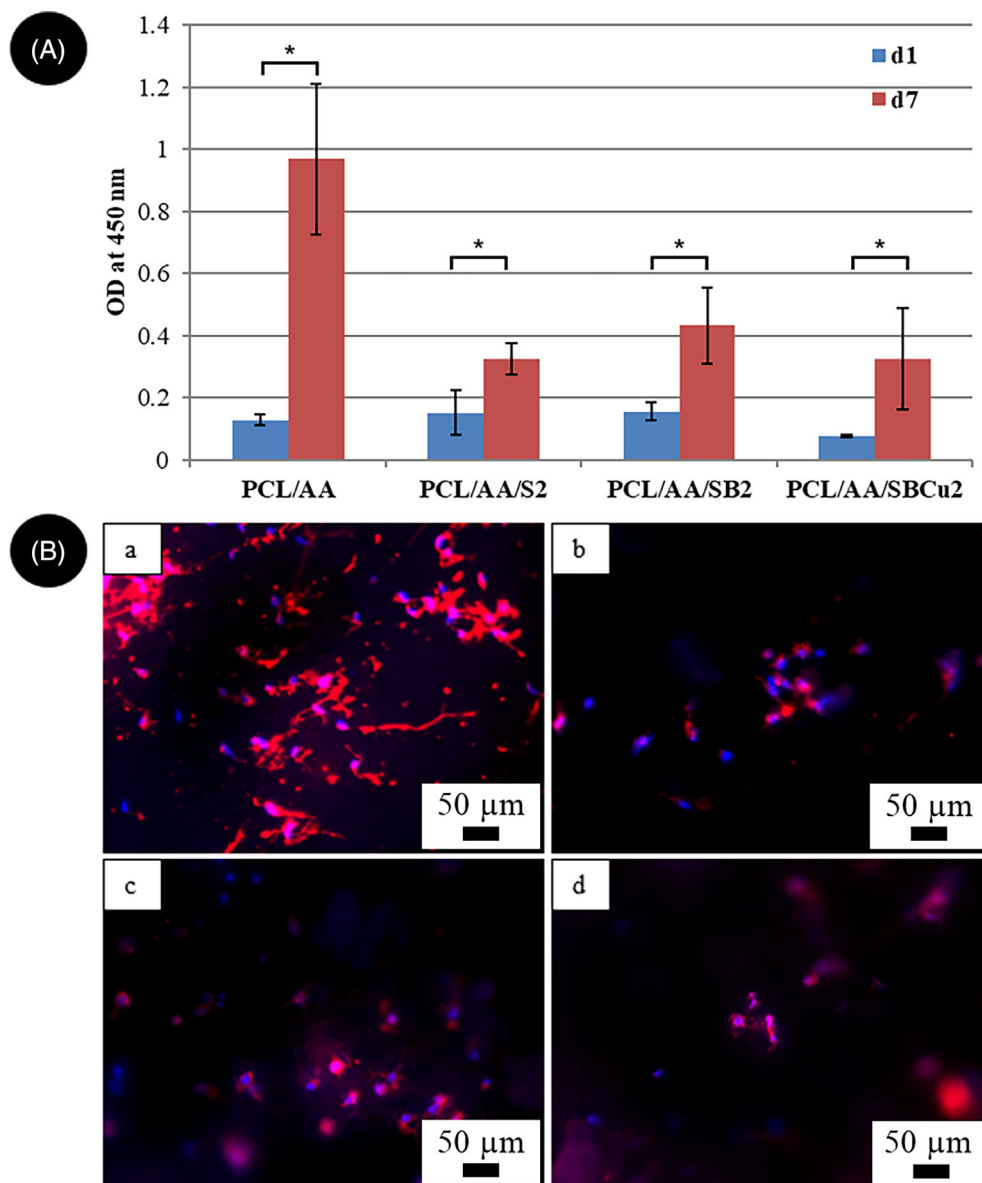 (A)
1.4
1.2
1
0.8
0.6
0.4
0.2
0
OD at 450 nm
*
*
*
*
d1
d7
PCL/AA
PCL/AA/S2
PCL/AA/SB2
PCL/AA/SBCu2
(B)
a
50 µm
b
50 µm
c
50 µm
d
50 µm